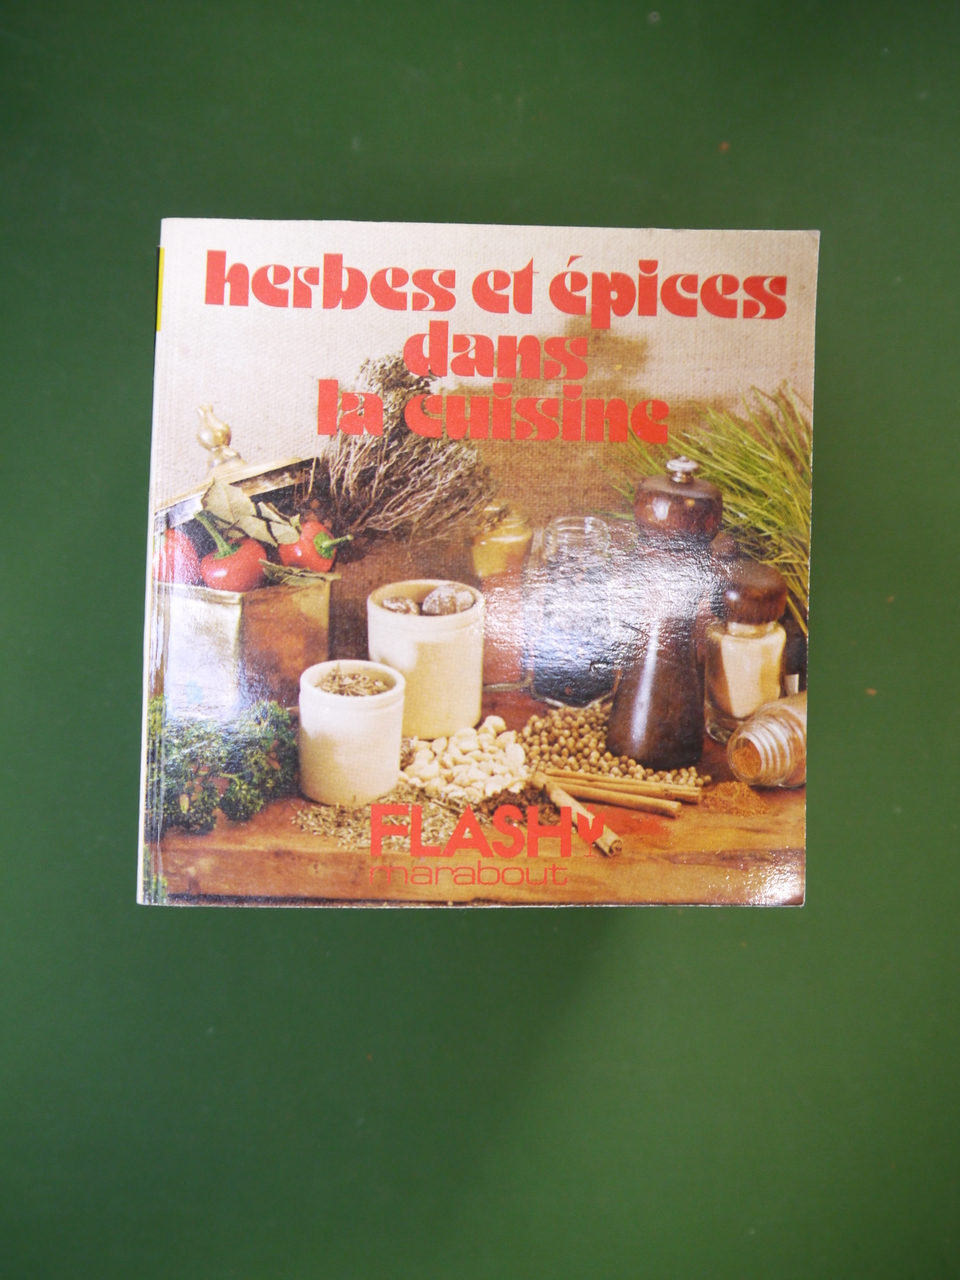 herbes et épices
dans
la cuisine
FLASH
marabout